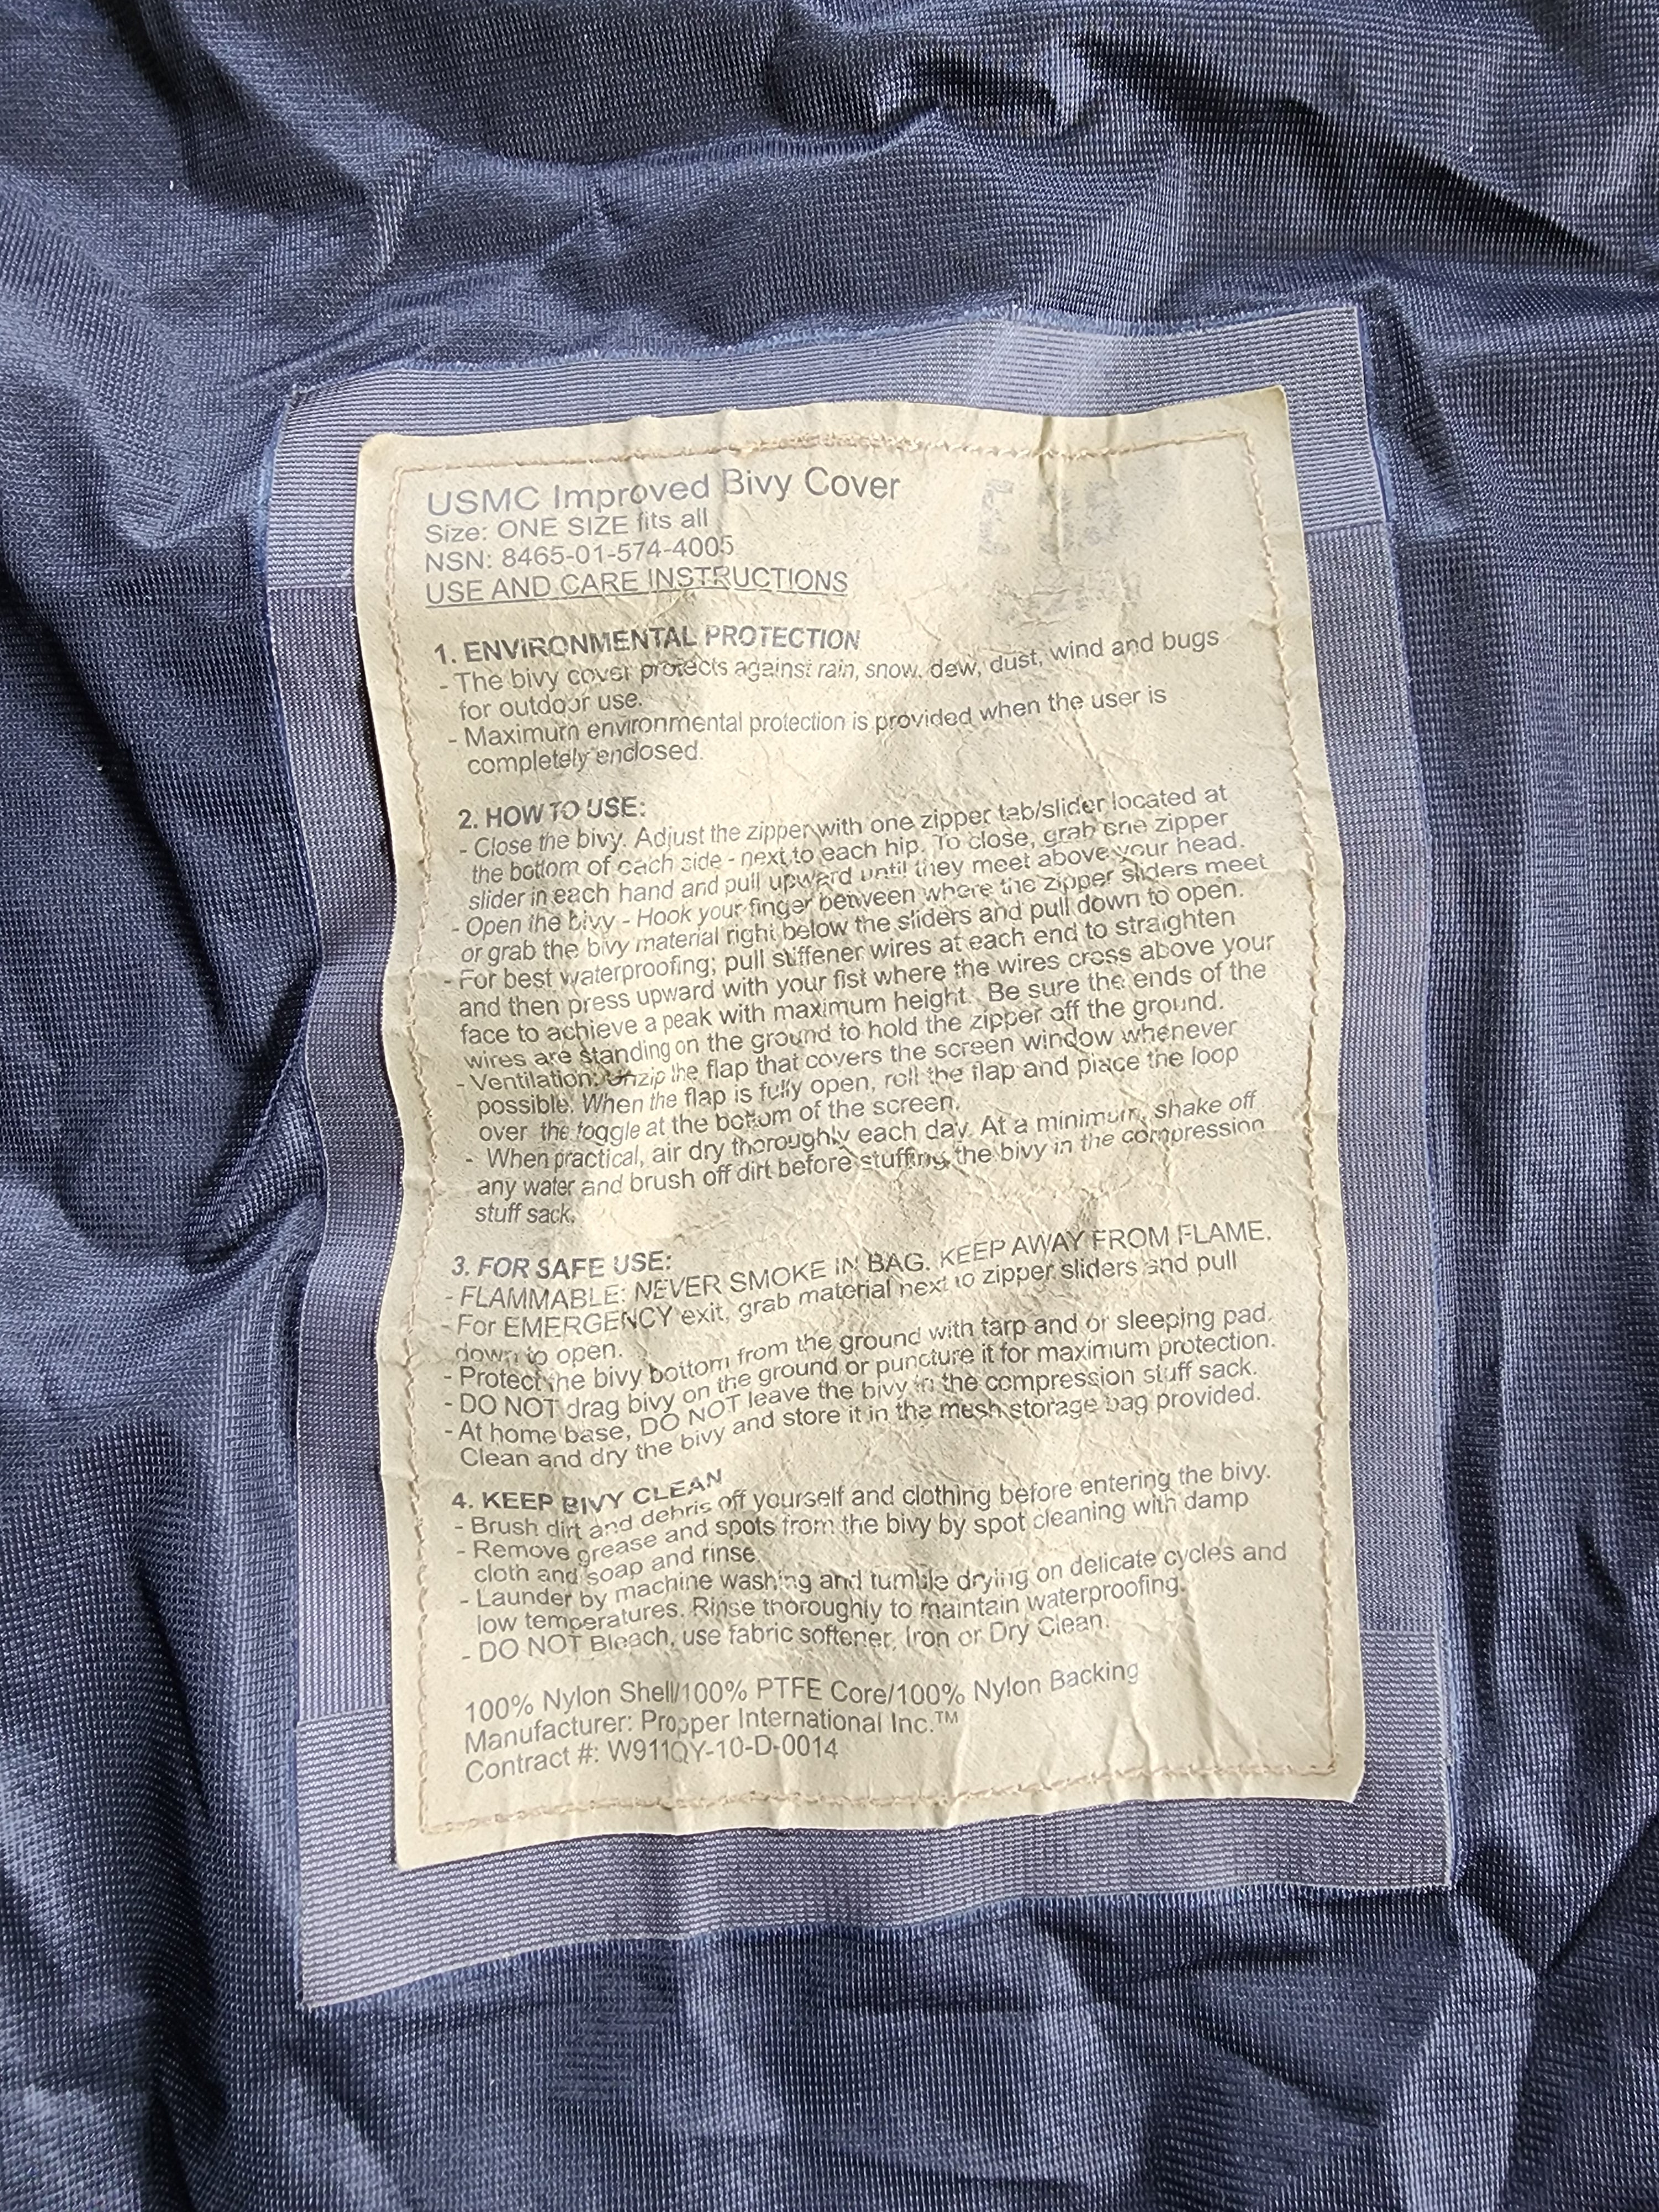 USMC Improved Bivy Cover
Size: ONE SIZE fits all
NSN: 8465-01-574-4005
USE AND CARE INSTRUCTIONS
1. ENVIRONMENTAL PROTECTION
- The bivy cover protects against rain, snow, dew, dust, wind and bugs
for outdoor use.
- Maximum environmental protection is provided when the user is
completely enclosed.
2. HOW TO USE:
- Close the bivy. Adjust the zipper with one zipper tab/slider located at
the bottom of each side - next to each hip. To close, grab one zipper
slider in each hand and pull upward until they meet above your head.
- Open the bivy - Hook your finger between where the zipper sliders meet
or grab the bivy material right below the sliders and pull down to open.
- For best waterproofing; pull stiffener wires at each end to straighten
and then press upward with your fist where the wires cross above your
face to achieve a peak with maximum height. Be sure the ends of the
wires are standing on the ground to hold the zipper off the ground.
- Ventilation: Unzip the flap that covers the screen window whenever
possible. When the flap is fully open, roll the flap and place the loop
over the toggle at the bottom of the screen.
- When practical, air dry thoroughly each day. At a minimum, shake off
any water and brush off dirt before stuffing the bivy in the compression
stuff sack.
3. FOR SAFE USE:
- FLAMMABLE: NEVER SMOKE IN BAG. KEEP AWAY FROM FLAME.
- For EMERGENCY exit, grab material next to zipper sliders and pull
down to open.
- Protect the bivy bottom from the ground with tarp and or sleeping pad.
- DO NOT drag bivy on the ground or puncture it for maximum protection.
- At home base, DO NOT leave the bivy in the compression stuff sack.
Clean and dry the bivy and store it in the mesh storage bag provided.
4. KEEP BIVY CLEAN
- Brush dirt and debris off yourself and clothing before entering the bivy.
- Remove grease and spots from the bivy by spot cleaning with damp
cloth and soap and rinse.
- Launder by machine washing and tumble drying on delicate cycles and
low temperatures. Rinse thoroughly to maintain waterproofing.
- DO NOT Bleach, use fabric softener, Iron or Dry Clean.
100% Nylon Shell/100% PTFE Core/100% Nylon Backing
Manufacturer: Propper International Inc.™
Contract #: W911QY-10-D-0014